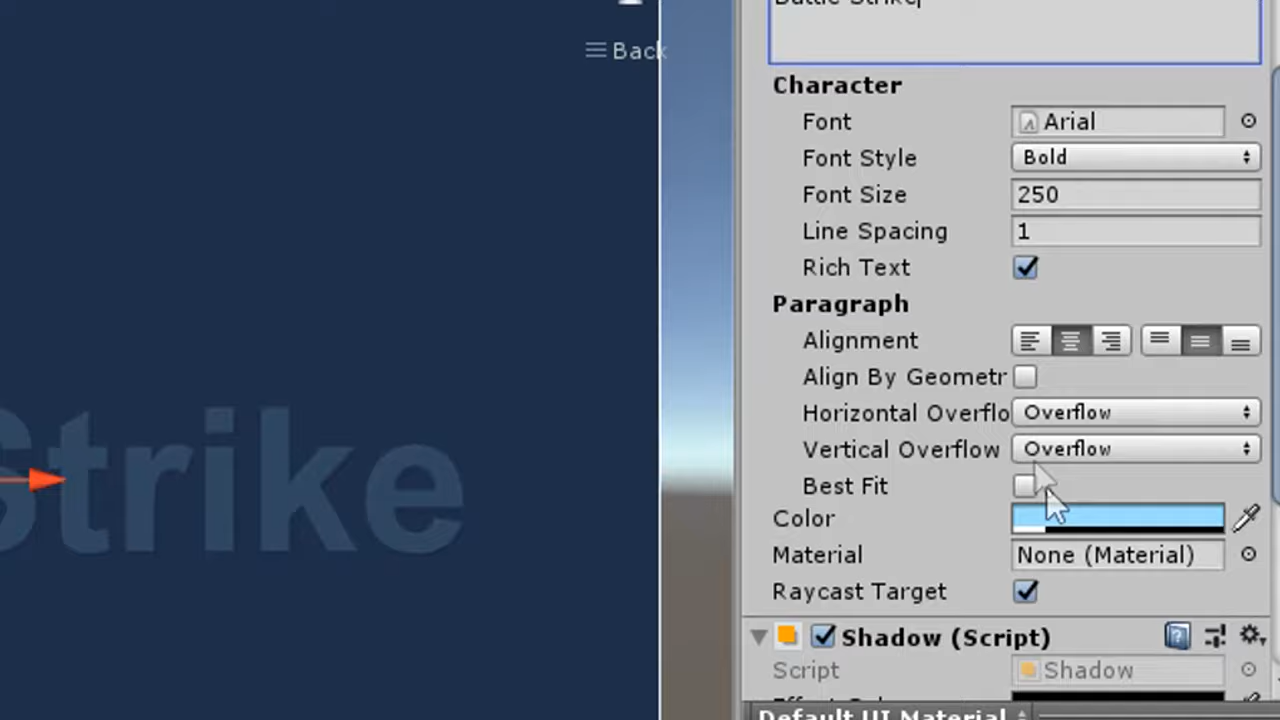 Battle Strike
Back
Character
Font Arial
Font Style Bold
Font Size 250
Line Spacing 1
Rich Text
Paragraph
Alignment
Align By Geometr
Horizontal Overflo Overflow
Vertical Overflow Overflow
Best Fit
Strike
Color
Material None (Material)
Raycast Target
Shadow (Script)
Script Shadow
Default UI Material